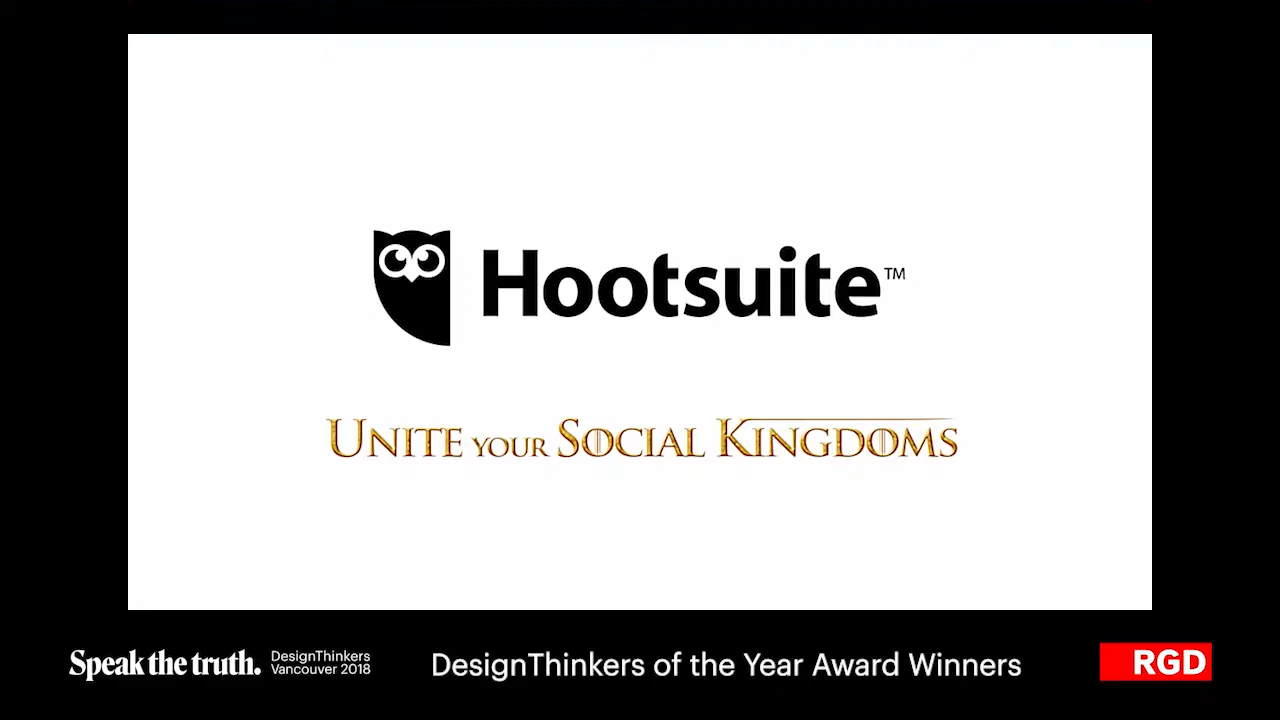 Hootsuite™
UNITE YOUR SOCIAL KINGDOMS
Speak the truth.
DesignThinkers
Vancouver 2018
DesignThinkers of the Year Award Winners
RGD